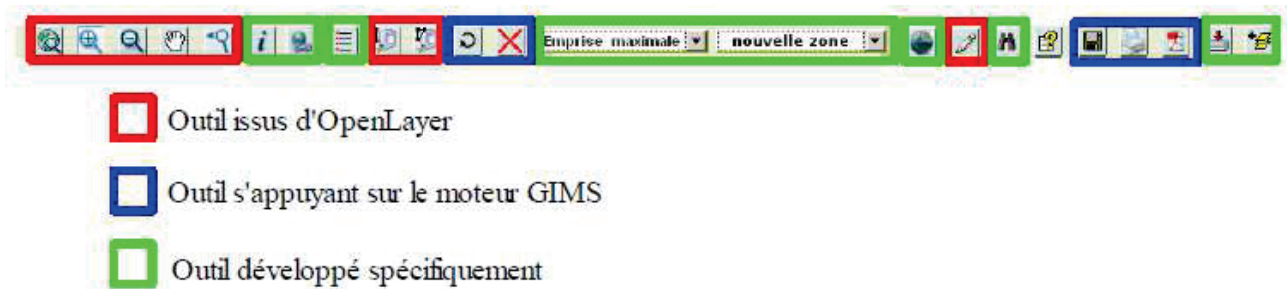 Emprise maximale nouvelle zone
Outil issus d'OpenLayer
Outil s'appuyant sur le moteur GIMS
Outil développé spécifiquement